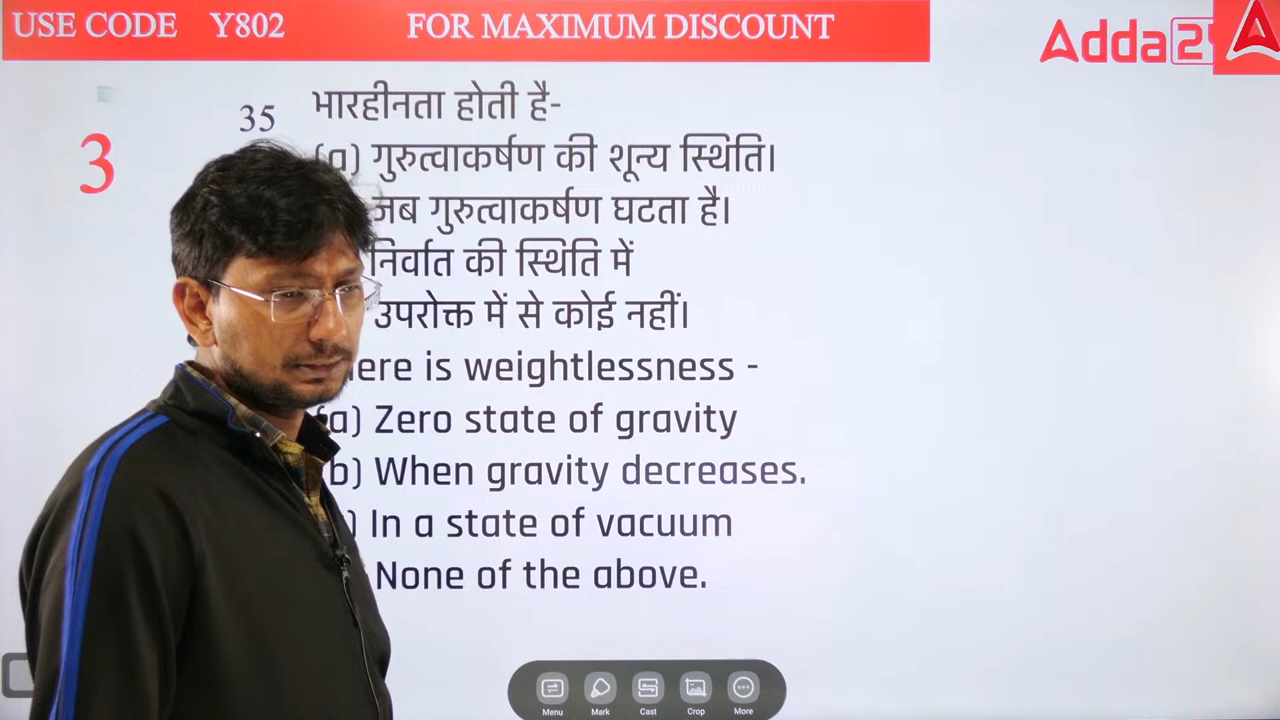 USE CODE Y802 FOR MAXIMUM DISCOUNT
Adda2
3
35 भारहीनता होती है-
(a) गुरुत्वाकर्षण की शून्य स्थिति।
जब गुरुत्वाकर्षण घटता है।
निर्वात की स्थिति में
उपरोक्त में से कोई नहीं।
is weightlessness -
(a) Zero state of gravity
b) When gravity decreases.
) In a state of vacuum
None of the above.
Menu Mark Cast Crop More